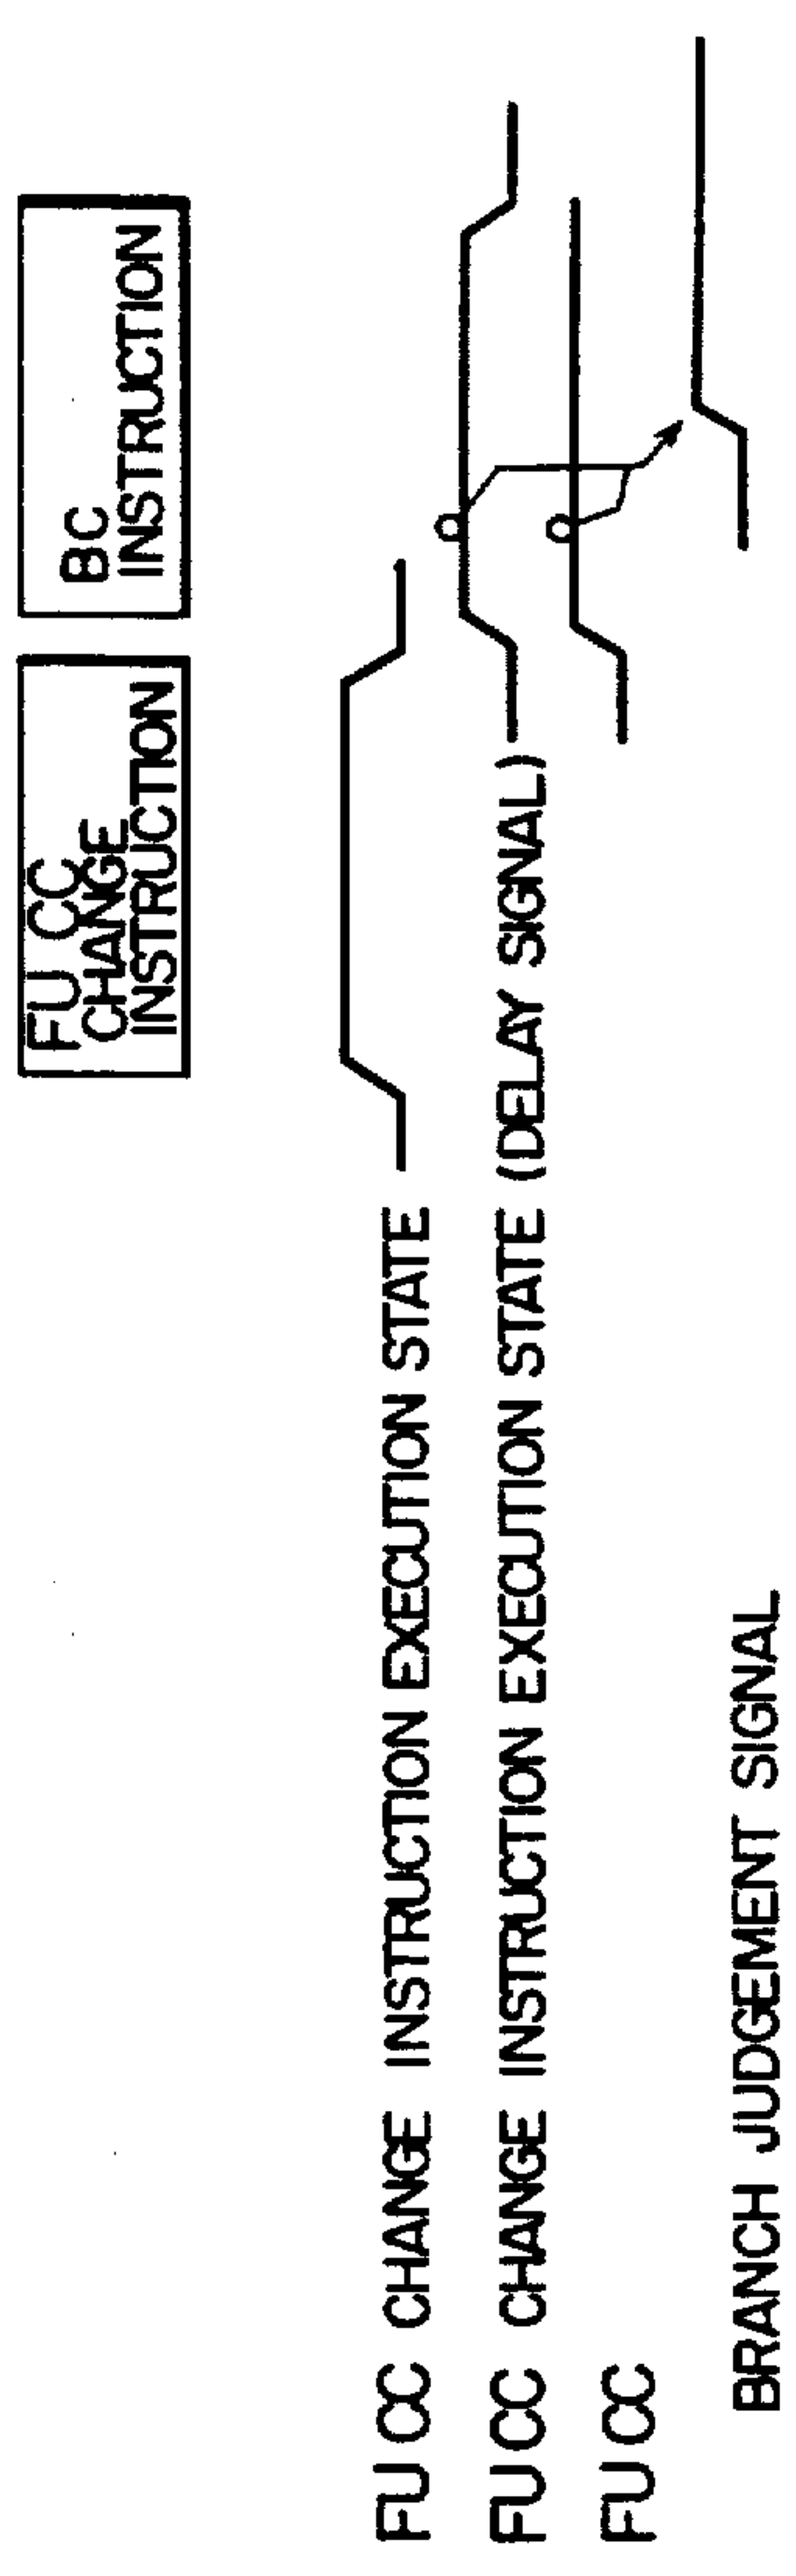 FU CC
CHANGE
INSTRUCTION
BC
INSTRUCTION
FU CC CHANGE INSTRUCTION EXECUTION STATE
FU CC CHANGE INSTRUCTION EXECUTION STATE (DELAY SIGNAL)
FU CC
BRANCH JUDGEMENT SIGNAL